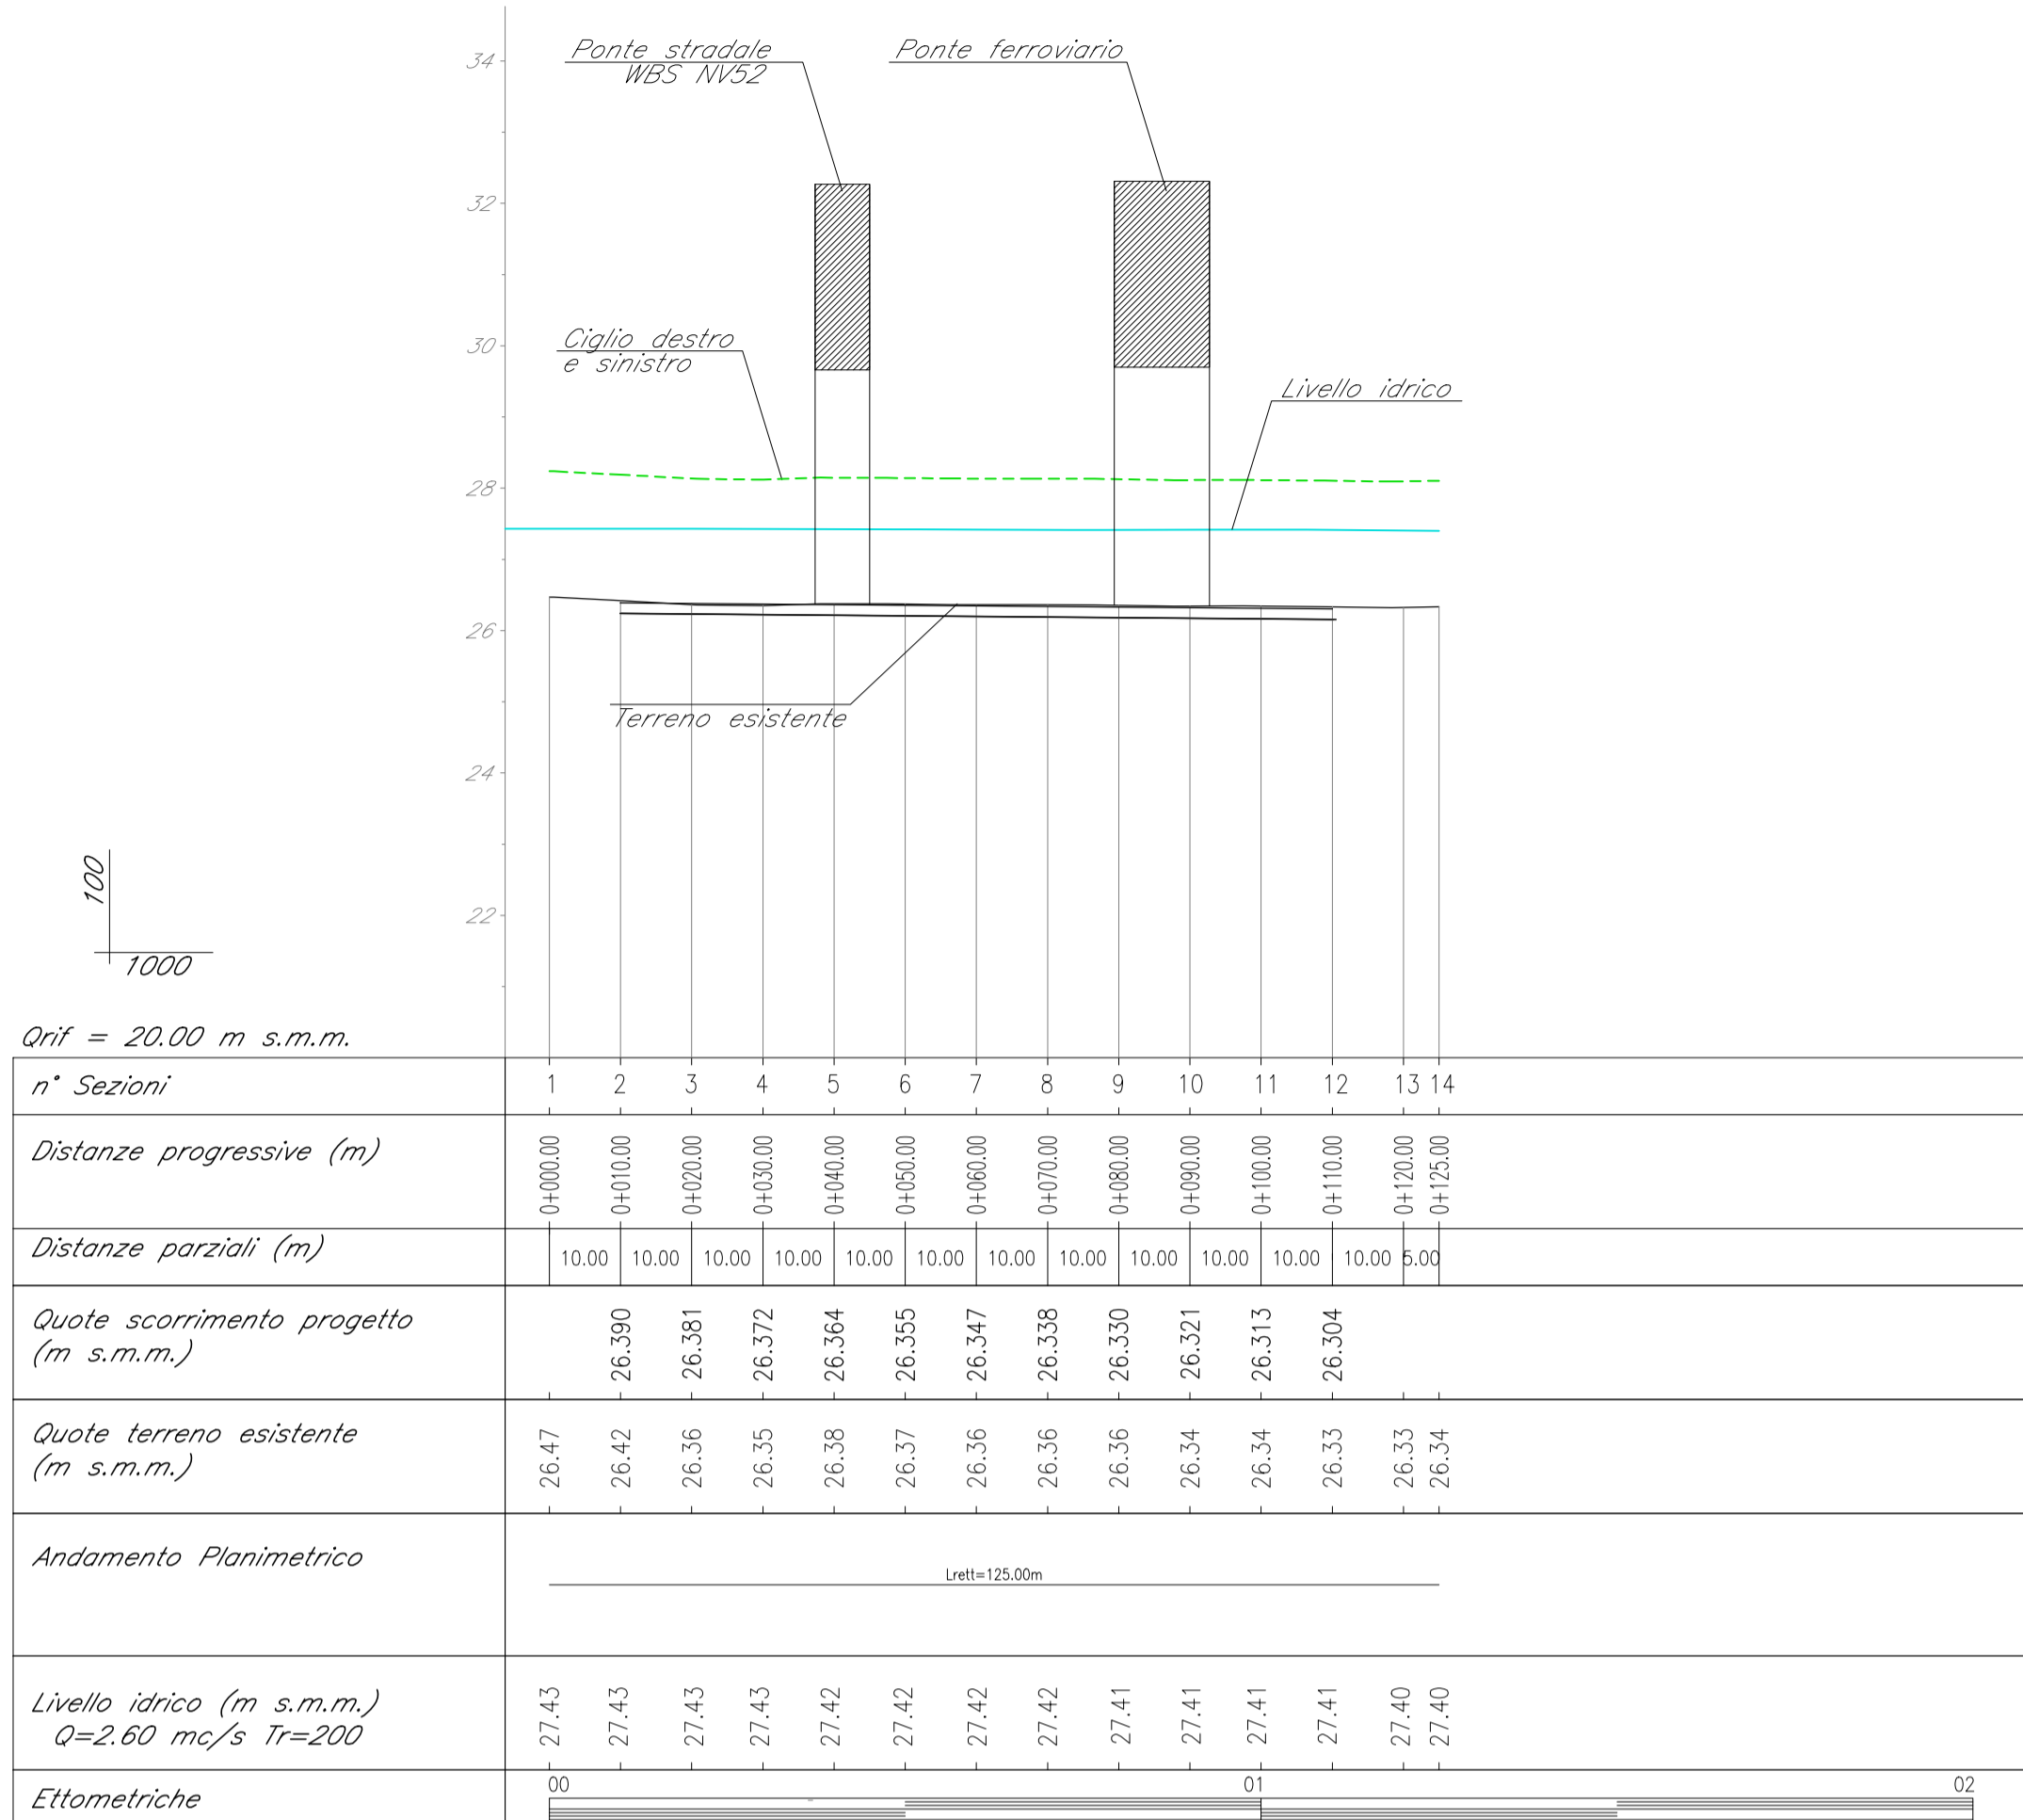 34
Ponte stradale
WBS NV52
Ponte ferroviario
32
30
Ciglio destro
e sinistro
Livello idrico
28
26
Terreno esistente
24
22
100
1000
Qrif = 20.00 m s.m.m.
n° Sezioni 1 2 3 4 5 6 7 8 9 10 11 12 13 14
Distanze progressive (m) 0+000.00 0+010.00 0+020.00 0+030.00 0+040.00 0+050.00 0+060.00 0+070.00 0+080.00 0+090.00 0+100.00 0+110.00 0+120.00 0+125.00
Distanze parziali (m) 10.00 10.00 10.00 10.00 10.00 10.00 10.00 10.00 10.00 10.00 10.00 10.00 5.00
Quote scorrimento progetto
(m s.m.m.) 26.390 26.381 26.372 26.364 26.355 26.347 26.338 26.330 26.321 26.313 26.304
Quote terreno esistente
(m s.m.m.) 26.47 26.42 26.36 26.35 26.38 26.37 26.36 26.36 26.36 26.34 26.34 26.33 26.33 26.34
Andamento Planimetrico
Lrett=125.00m
Livello idrico (m s.m.m.)
Q=2.60 mc/s Tr=200 27.43 27.43 27.43 27.43 27.42 27.42 27.42 27.42 27.41 27.41 27.41 27.41 27.40 27.40
Ettometriche 00 01 02